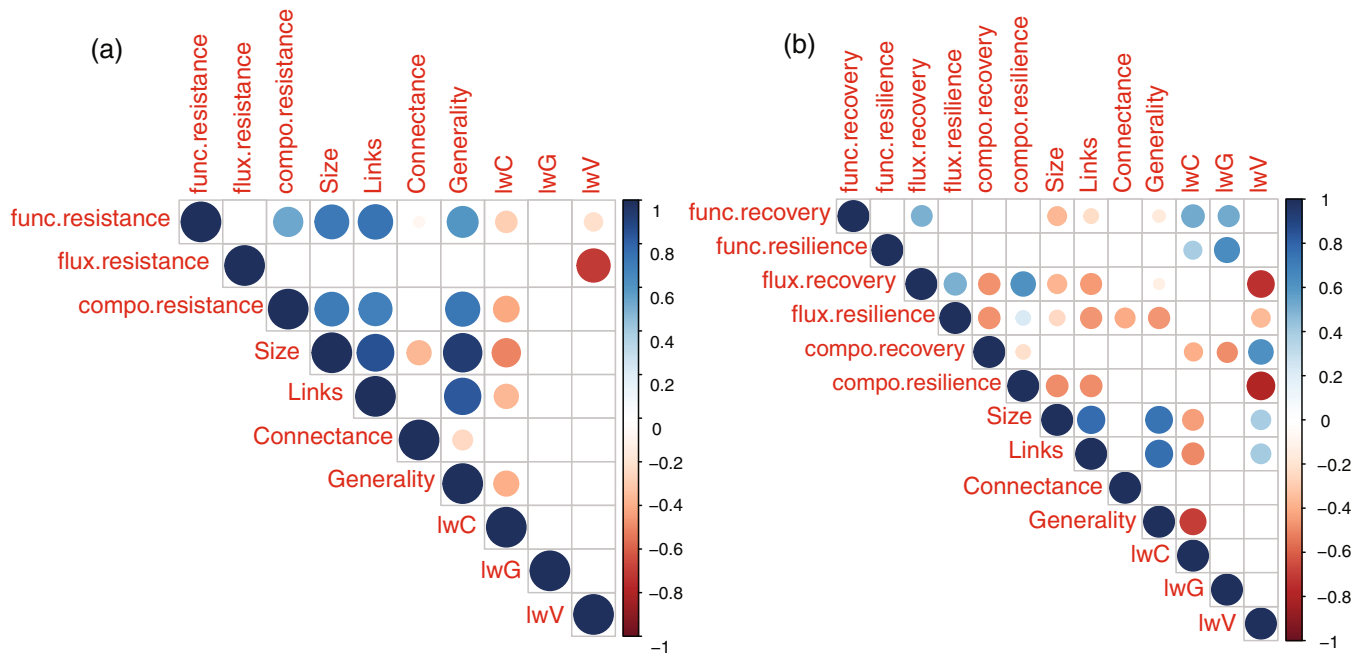 (a)
func.resistance
flux.resistance
compo.resistance
Size
Links
Connectance
Generality
lwC
lwG
lwV
func.resistance
flux.resistance
compo.resistance
Size
Links
Connectance
Generality
lwC
lwG
lwV
1
0.8
0.6
0.4
0.2
0
−0.2
−0.4
−0.6
−0.8
−1
(b)
func.recovery
func.resilience
flux.recovery
flux.resilience
compo.recovery
compo.resilience
Size
Links
Connectance
Generality
lwC
lwG
lwV
func.recovery
func.resilience
flux.recovery
flux.resilience
compo.recovery
compo.resilience
Size
Links
Connectance
Generality
lwC
lwG
lwV
1
0.8
0.6
0.4
0.2
0
−0.2
−0.4
−0.6
−0.8
−1